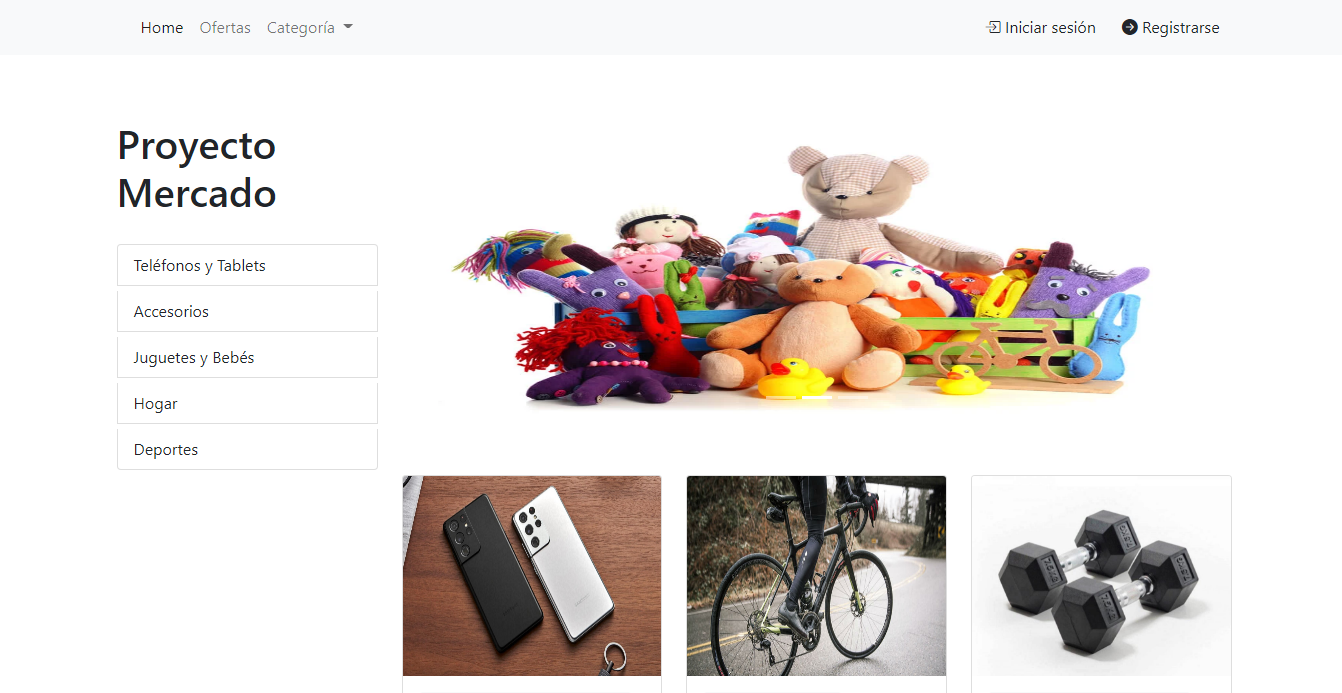 Home Ofertas Categoría Iniciar sesión Registrarse
Proyecto
Mercado
Teléfonos y Tablets
Accesorios
Juguetes y Bebés
Hogar
Deportes